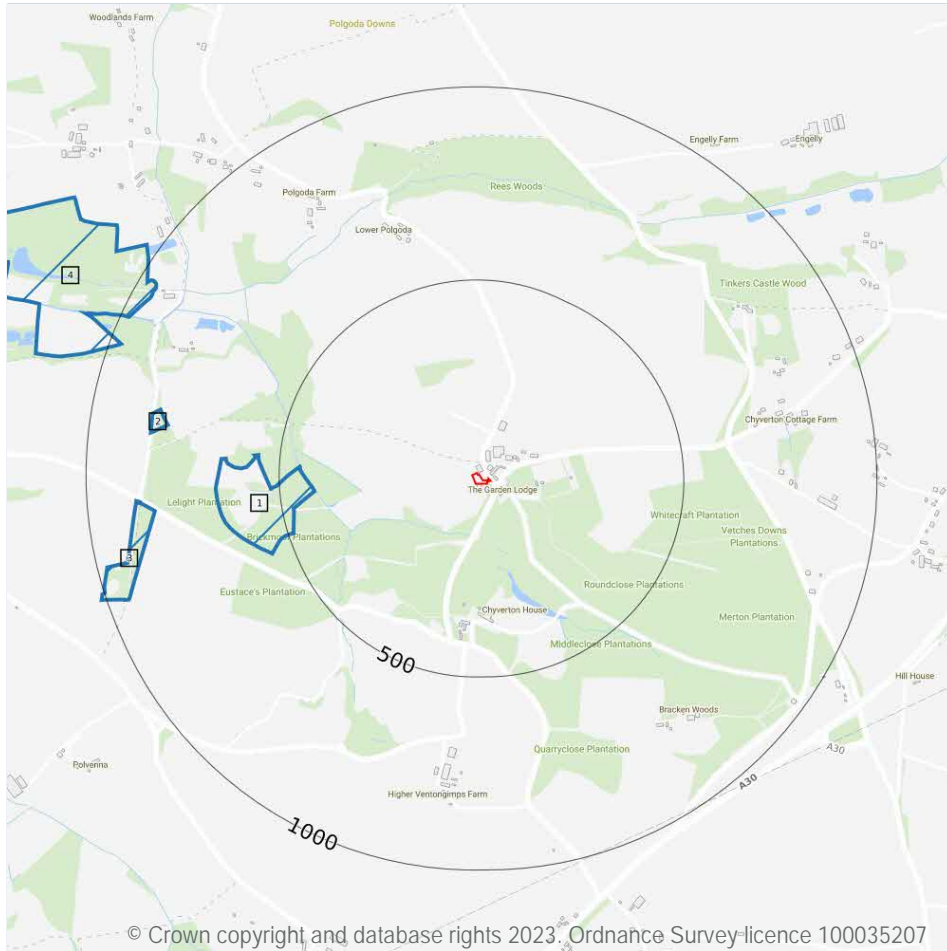 Woodlands Farm
Polgoda Downs
Engelly Farm
Engelly
Rees Woods
Polgoda Farm
Lower Polgoda
4
Tinkers Castle Wood
2
Chyverton Cottage Farm
The Garden Lodge
Lelight Plantation
1
Whitecraft Plantation
Vetches Downs
Plantations
Brickmoor Plantations
3
Roundclose Plantations
Eustace's Plantation
Chyverton House
Merton Plantation
Middleclose Plantations
500
Hill House
Bracken Woods
Quarryclose Plantation
A30
Polvenna
A30
Higher Ventongimps Farm
1000
© Crown copyright and database rights 2023. Ordnance Survey licence 100035207